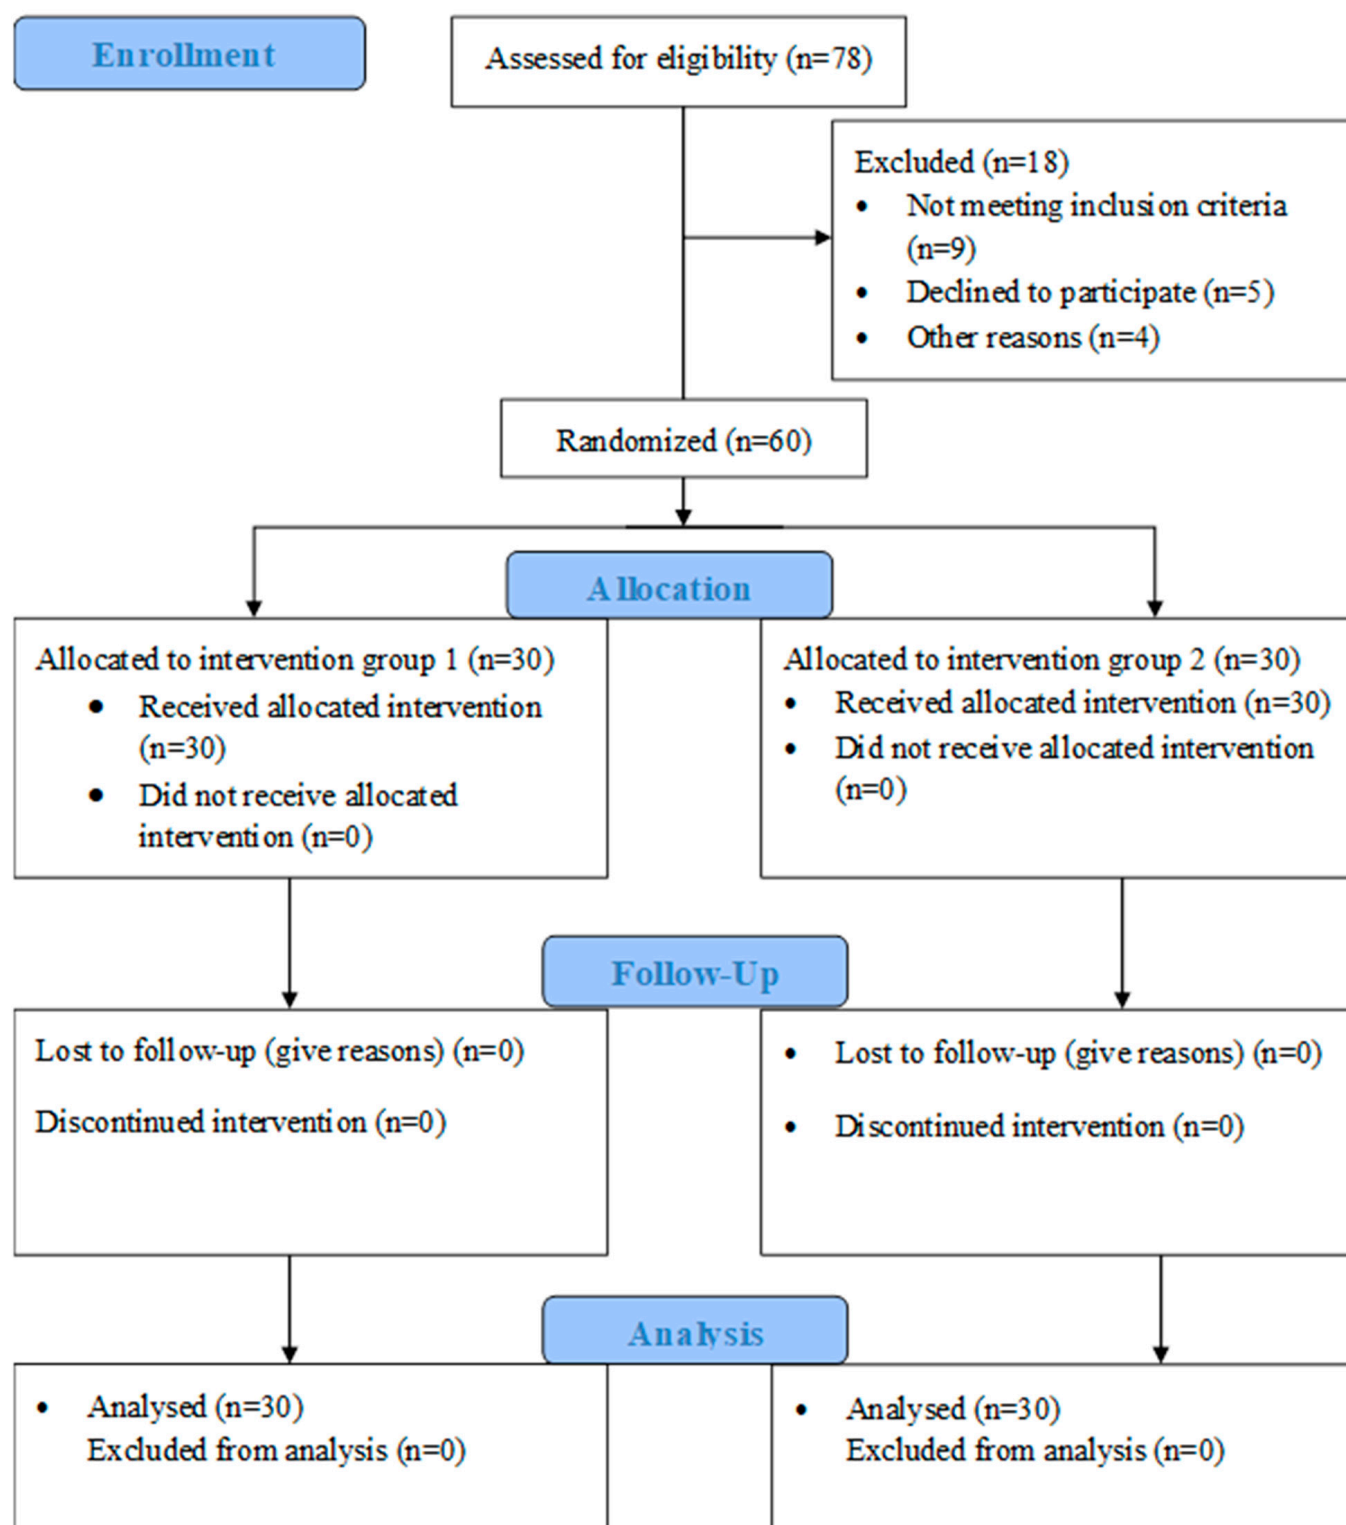 Enrollment
Assessed for eligibility (n=78)
Excluded (n=18)
• Not meeting inclusion criteria
(n=9)
• Declined to participate (n=5)
• Other reasons (n=4)
Randomized (n=60)
Allocation
Allocated to intervention group 1 (n=30)
• Received allocated intervention
(n=30)
• Did not receive allocated
intervention (n=0)
Allocated to intervention group 2 (n=30)
• Received allocated intervention (n=30)
• Did not receive allocated intervention
(n=0)
Follow-Up
Lost to follow-up (give reasons) (n=0)
Discontinued intervention (n=0)
• Lost to follow-up (give reasons) (n=0)
• Discontinued intervention (n=0)
Analysis
• Analysed (n=30)
Excluded from analysis (n=0)
• Analysed (n=30)
Excluded from analysis (n=0)